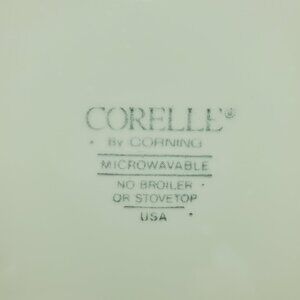 CORELLE®
By CORNING
MICROWAVABLE
NO BROILER
OR STOVETOP
USA